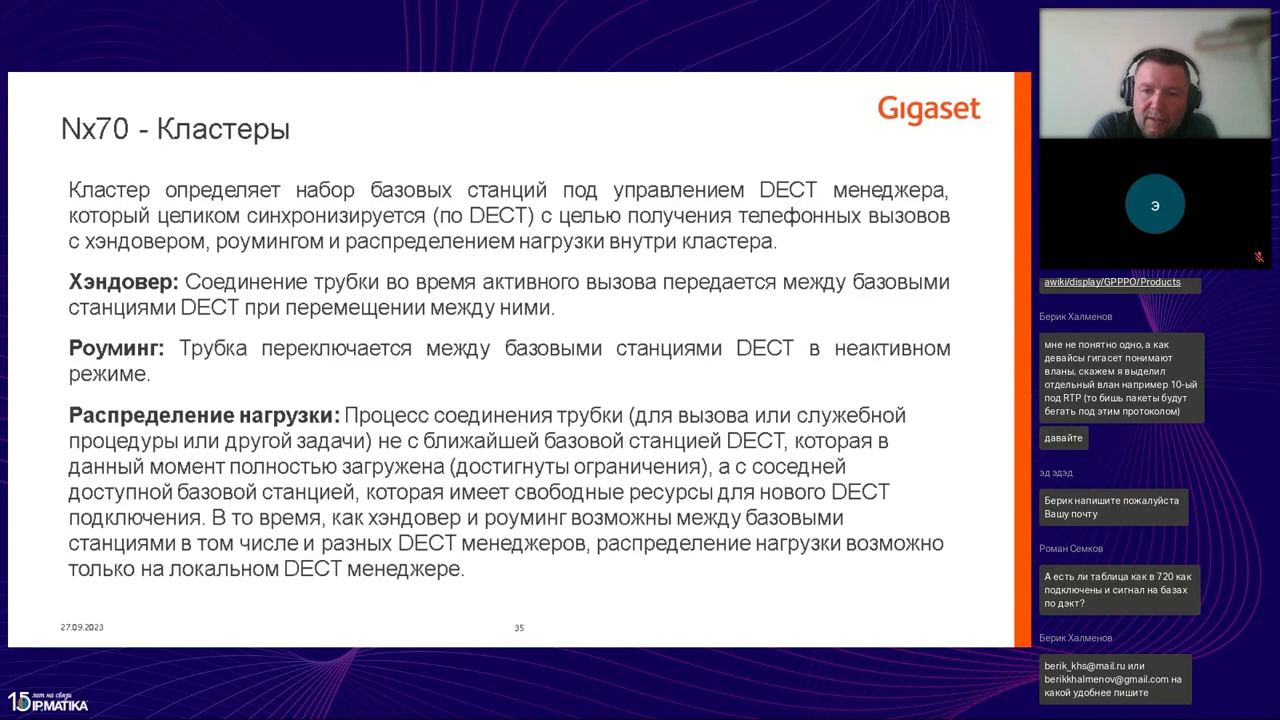 Gigaset
Nx70 - Кластеры
Кластер определяет набор базовых станций под управлением DECT менеджера,
который целиком синхронизируется (по DECT) с целью получения телефонных вызовов
с хэндовером, роумингом и распределением нагрузки внутри кластера.
Хэндовер: Соединение трубки во время активного вызова передается между базовыми
станциями DECT при перемещении между ними.
Роуминг: Трубка переключается между базовыми станциями DECT в неактивном
режиме.
Распределение нагрузки: Процесс соединения трубки (для вызова или служебной
процедуры или другой задачи) не с ближайшей базовой станцией DECT, которая в
данный момент полностью загружена (достигнуты ограничения), а с соседней
доступной базовой станцией, которая имеет свободные ресурсы для нового DECT
подключения. В то время, как хэндовер и роуминг возможны между базовыми
станциями в том числе и разных DECT менеджеров, распределение нагрузки возможно
только на локальном DECT менеджере.
27.09.2023
35
15 лет на связи
IPMATIKA
э
awiki/display/GPPPO/Products
Берик Халменов
мне не понятно одно, а как
девайсы гигасет понимают
вланы, скажем я выделил
отдельный влан например 10-ый
под RTP (то бишь пакеты будут
бегать под этим протоколом)
давайте
эд эдэд
Берик напишите пожалуйста
Вашу почту
Роман Семков
А есть ли таблица как в 720 как
подключены и сигнал на базах
по дэкт?
Берик Халменов
berik_khs@mail.ru или
berikkhalmenov@gmail.com на
какой удобнее пишите